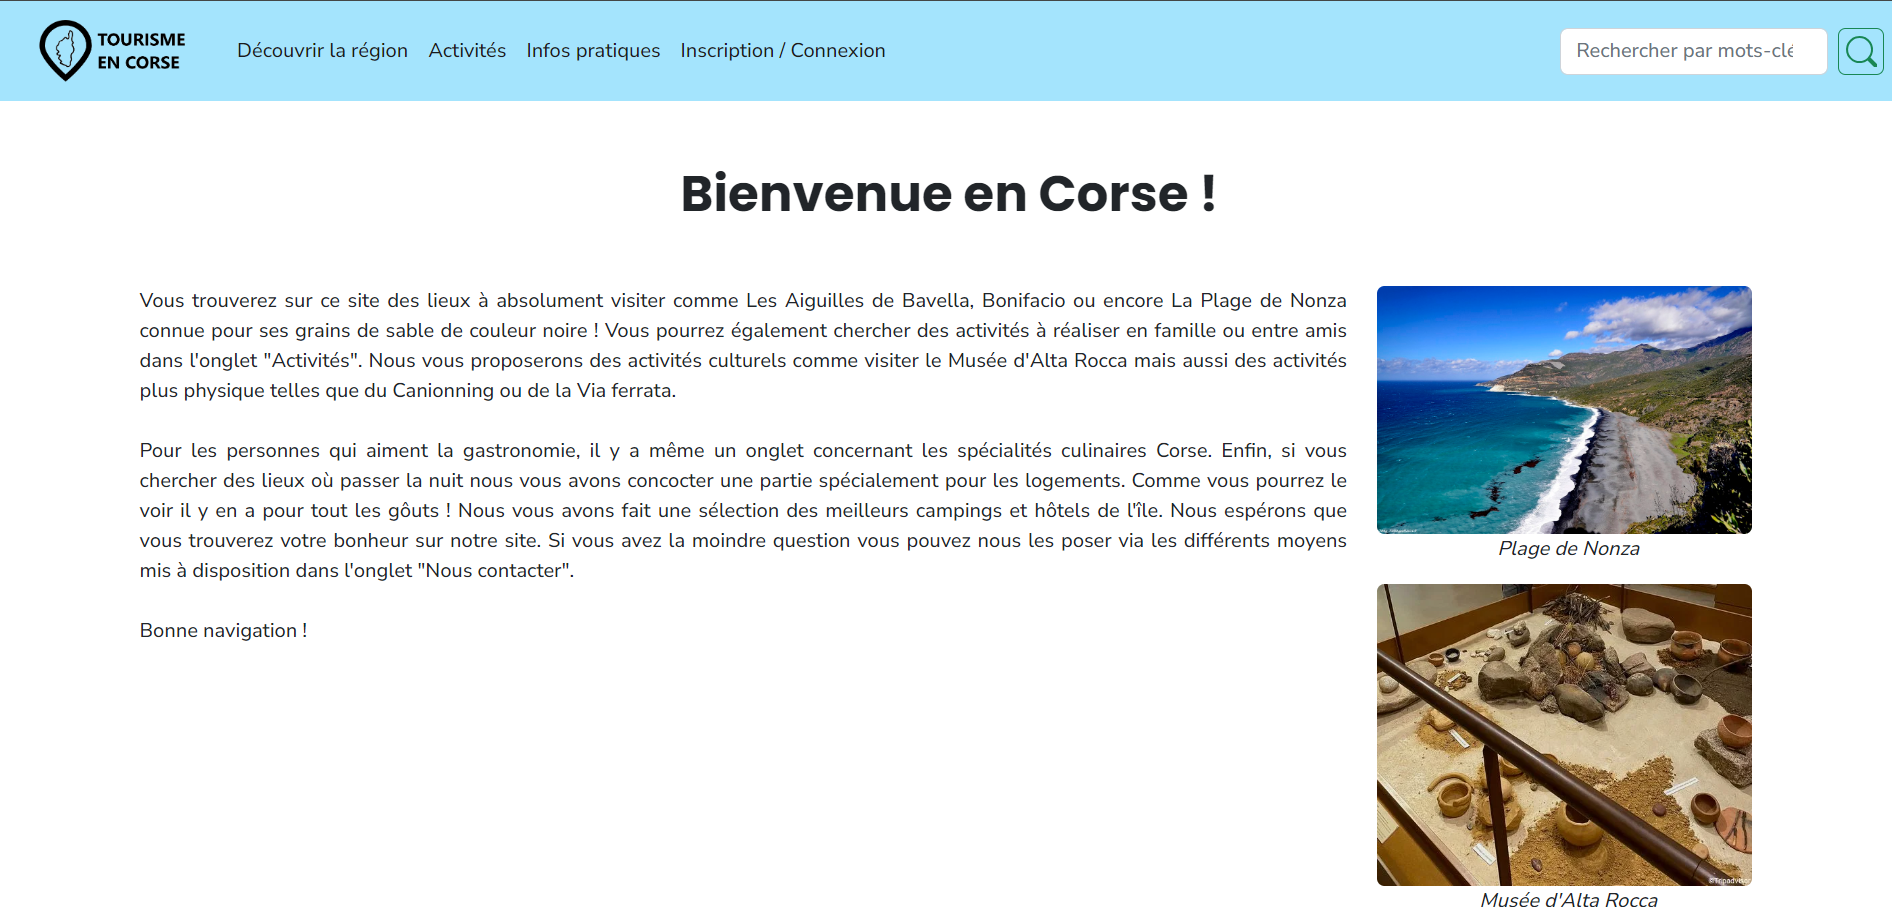 TOURISME
EN CORSE
Découvrir la région Activités Infos pratiques Inscription / Connexion
Rechercher par mots-clé
Bienvenue en Corse !
Vous trouverez sur ce site des lieux à absolument visiter comme Les Aiguilles de Bavella, Bonifacio ou encore La Plage de Nonza
connue pour ses grains de sable de couleur noire ! Vous pourrez également chercher des activités à réaliser en famille ou entre amis
dans l'onglet "Activités". Nous vous proposerons des activités culturels comme visiter le Musée d'Alta Rocca mais aussi des activités
plus physique telles que du Canionning ou de la Via ferrata.
Pour les personnes qui aiment la gastronomie, il y a même un onglet concernant les spécialités culinaires Corse. Enfin, si vous
chercher des lieux où passer la nuit nous vous avons concocter une partie spécialement pour les logements. Comme vous pourrez le
voir il y en a pour tout les gôuts ! Nous vous avons fait une sélection des meilleurs campings et hôtels de l'île. Nous espérons que
vous trouverez votre bonheur sur notre site. Si vous avez la moindre question vous pouvez nous les poser via les différents moyens
mis à disposition dans l'onglet "Nous contacter".
Bonne navigation !
Plage de Nonza
©Tripadvisor
Musée d'Alta Rocca